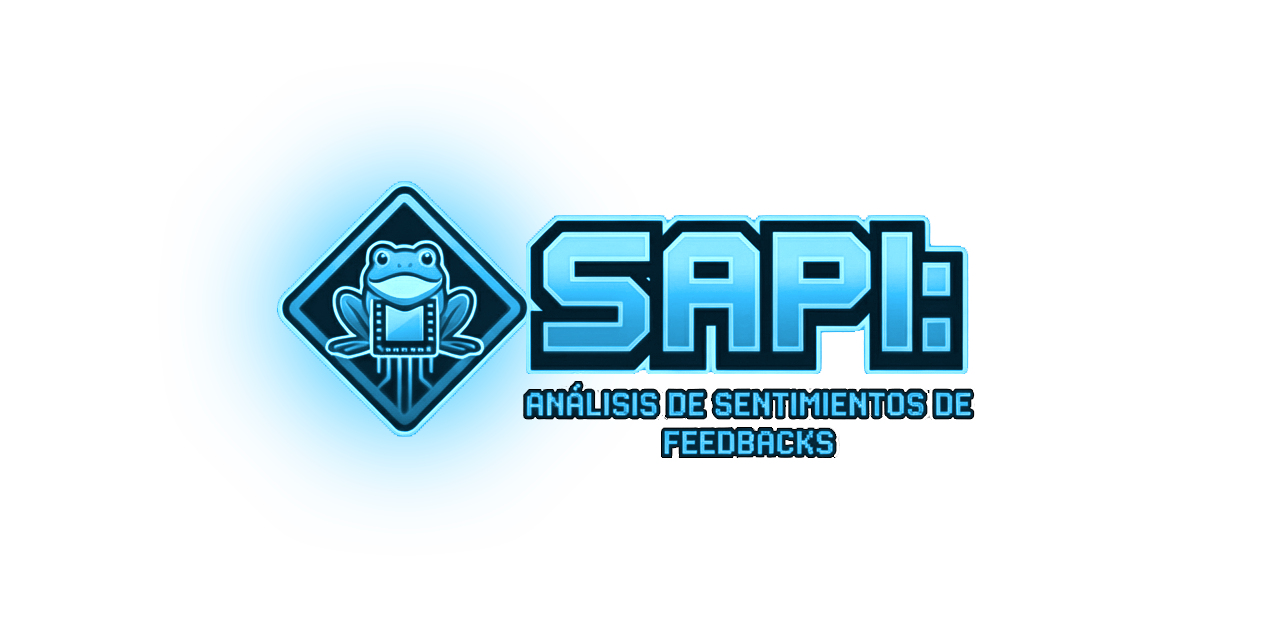 SAPI:
ANÁLISIS DE SENTIMIENTOS DE
FEEDBACKS